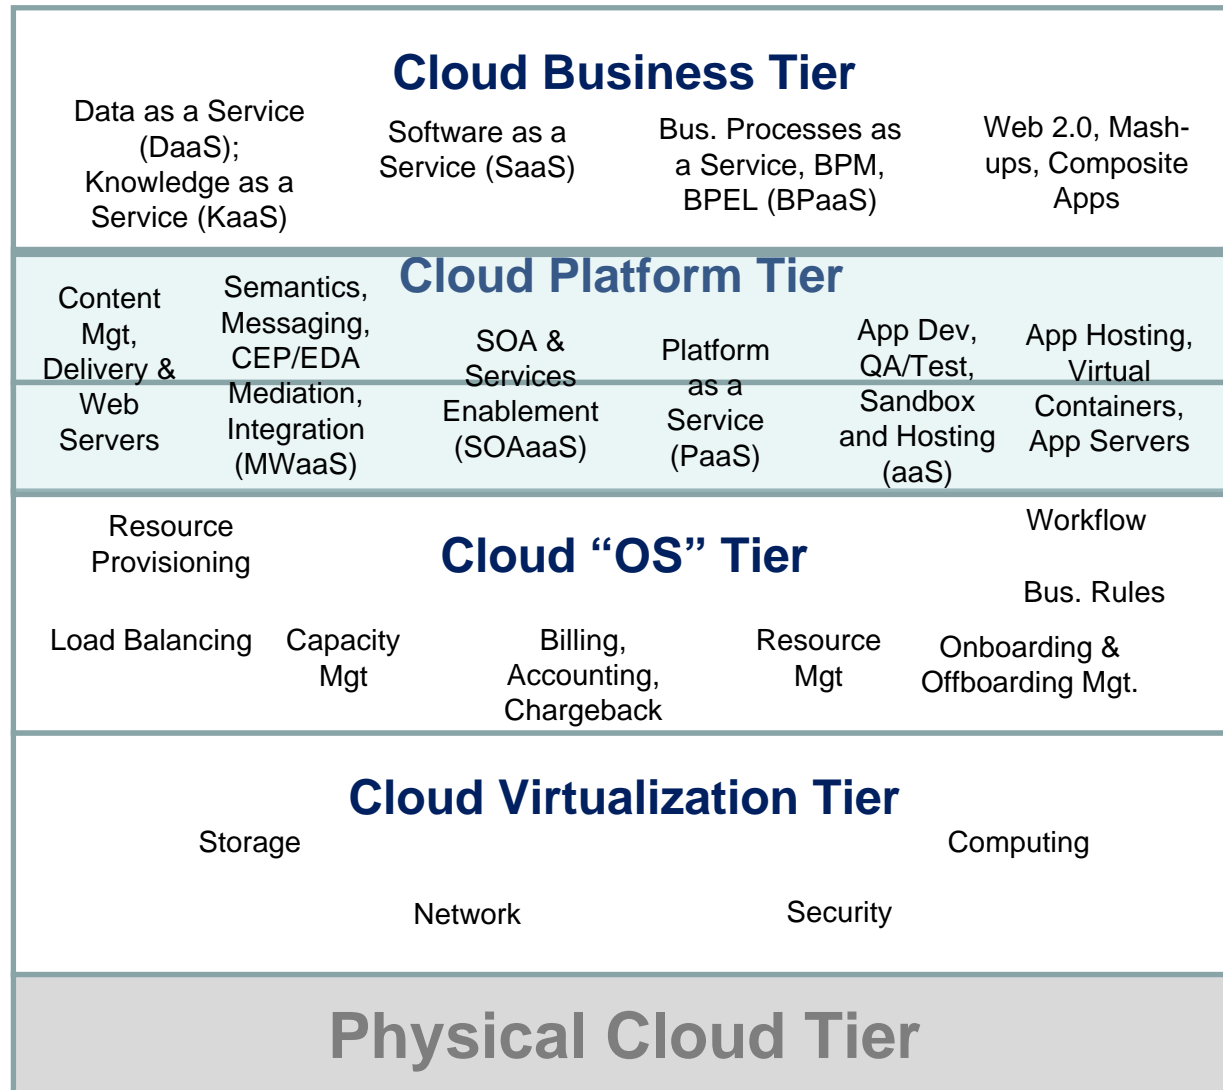 Cloud Business Tier
Data as a Service
(DaaS);
Knowledge as a
Service (KaaS)
Software as a
Service (SaaS)
Bus. Processes as
a Service, BPM,
BPEL (BPaaS)
Web 2.0, Mash-
ups, Composite
Apps
Cloud Platform Tier
Content
Mgt,
Delivery &
Web
Servers
Semantics,
Messaging,
CEP/EDA
Mediation,
Integration
(MWaaS)
SOA &
Services
Enablement
(SOAaaS)
Platform
as a
Service
(PaaS)
App Dev,
QA/Test,
Sandbox
and Hosting
(aaS)
App Hosting,
Virtual
Containers,
App Servers
Cloud “OS” Tier
Resource
Provisioning
Workflow
Bus. Rules
Load Balancing
Capacity
Mgt
Billing,
Accounting,
Chargeback
Resource
Mgt
Onboarding &
Offboarding Mgt.
Cloud Virtualization Tier
Storage
Computing
Network
Security
Physical Cloud Tier